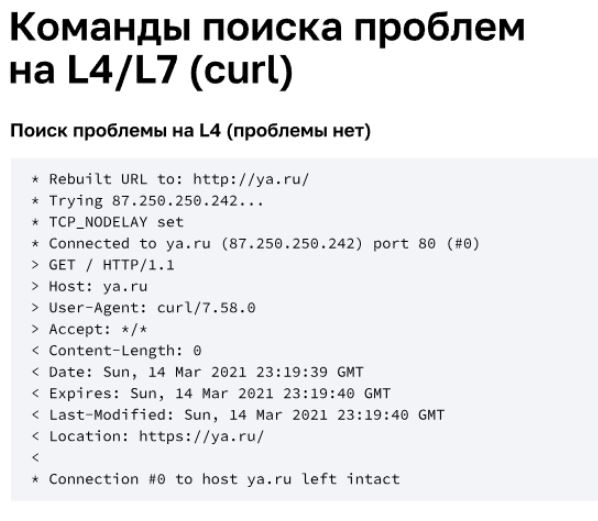 Команды поиска проблем
на L4/L7 (curl)
Поиск проблемы на L4 (проблемы нет)
* Rebuilt URL to: http://ya.ru/
* Trying 87.250.250.242...
* TCP_NODELAY set
* Connected to ya.ru (87.250.250.242) port 80 (#0)
> GET / HTTP/1.1
> Host: ya.ru
> User-Agent: curl/7.58.0
> Accept: */*
< Content-Length: 0
< Date: Sun, 14 Mar 2021 23:19:39 GMT
< Expires: Sun, 14 Mar 2021 23:19:40 GMT
< Last-Modified: Sun, 14 Mar 2021 23:19:40 GMT
< Location: https://ya.ru/
<
* Connection #0 to host ya.ru left intact